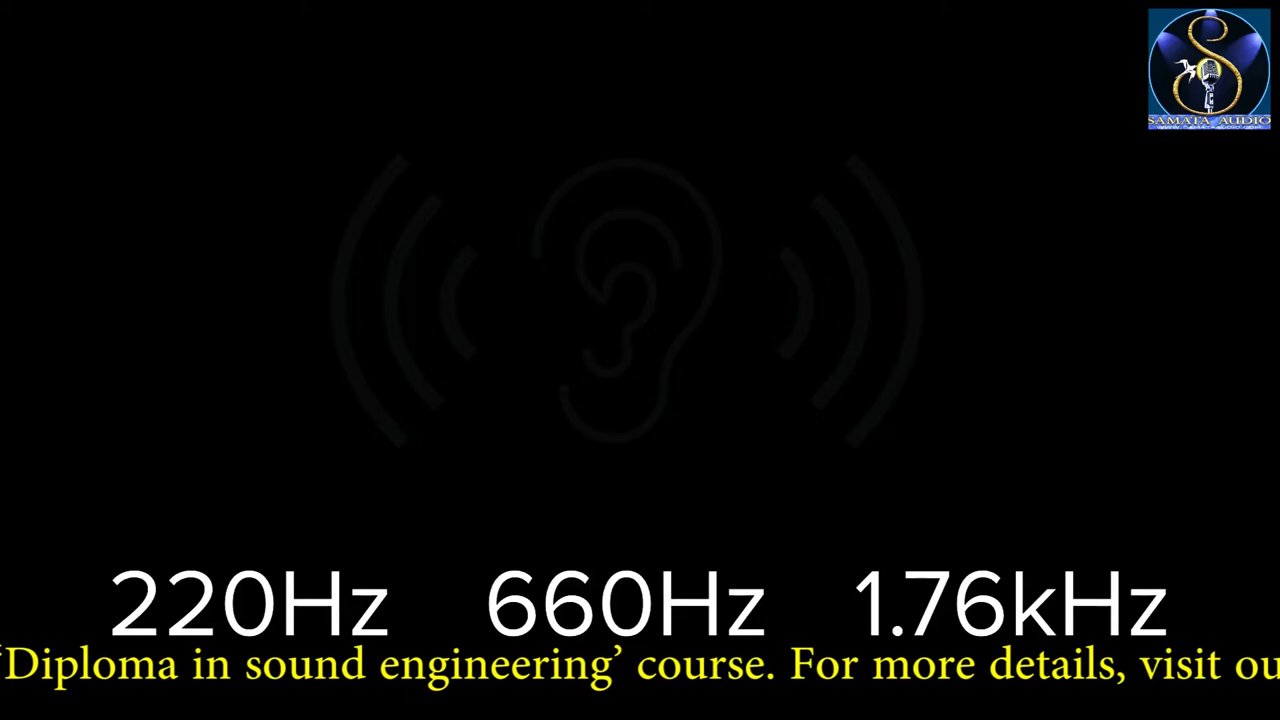 SAMATA AUDIO
220Hz 660Hz 1.76kHz
‘Diploma in sound engineering’ course. For more details, visit ou